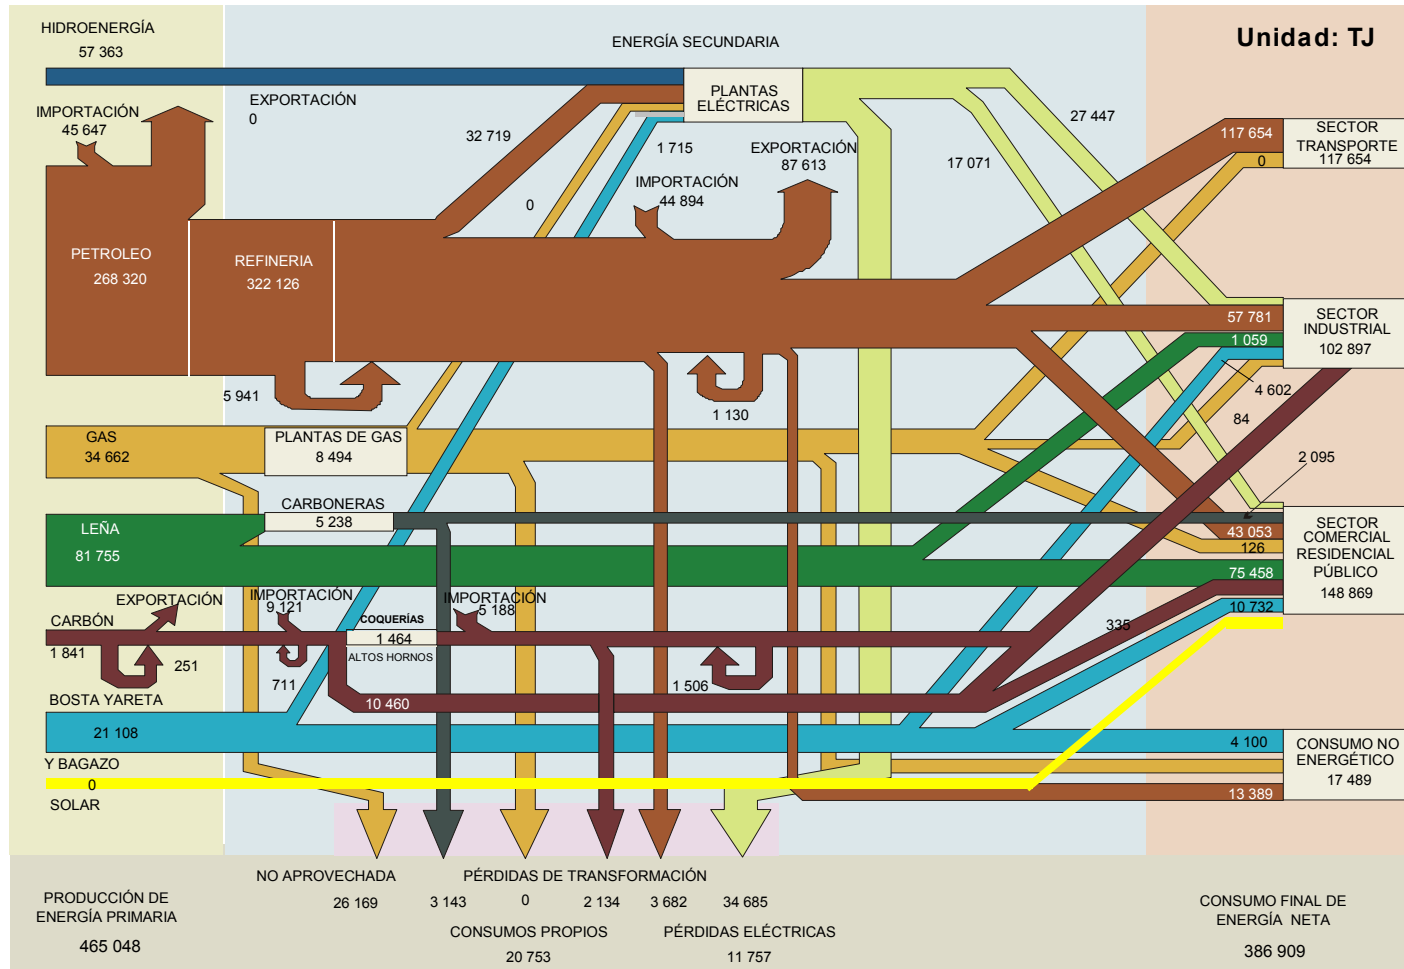 HIDROENERGÍA
57 363
ENERGÍA SECUNDARIA
Unidad: TJ
IMPORTACIÓN
45 647
EXPORTACIÓN
0
32 719
PLANTAS
ELÉCTRICAS
1 715
EXPORTACIÓN
87 613
IMPORTACIÓN
44 894
0
27 447
17 071
117 654
0
SECTOR
TRANSPORTE
117 654
PETROLEO
268 320
REFINERIA
322 126
57 781
1 059
SECTOR
INDUSTRIAL
102 897
5 941
1 130
4 602
84
GAS
34 662
PLANTAS DE GAS
8 494
2 095
CARBONERAS
5 238
LEÑA
81 755
43 053
126
75 458
10 732
SECTOR
COMERCIAL
RESIDENCIAL
PÚBLICO
148 869
EXPORTACIÓN
IMPORTACIÓN
9 121
IMPORTACIÓN
5 188
CARBÓN
1 841
251
711
COQUERÍAS
1 464
ALTOS HORNOS
335
1 506
10 460
BOSTA YARETA
21 108
Y BAGAZO
0
SOLAR
4 100
13 389
CONSUMO NO
ENERGÉTICO
17 489
NO APROVECHADA
26 169
3 143
PÉRDIDAS DE TRANSFORMACIÓN
0
2 134
3 682
34 685
CONSUMOS PROPIOS
20 753
PÉRDIDAS ELÉCTRICAS
11 757
PRODUCCIÓN DE
ENERGÍA PRIMARIA
465 048
CONSUMO FINAL DE
ENERGÍA NETA
386 909